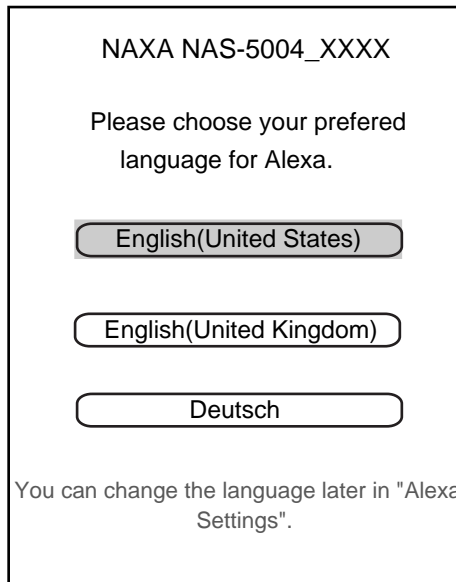 NAXA NAS-5004_XXXX
Please choose your prefered
language for Alexa.
English(United States)
English(United Kingdom)
Deutsch
You can change the language later in "Alexa
Settings".